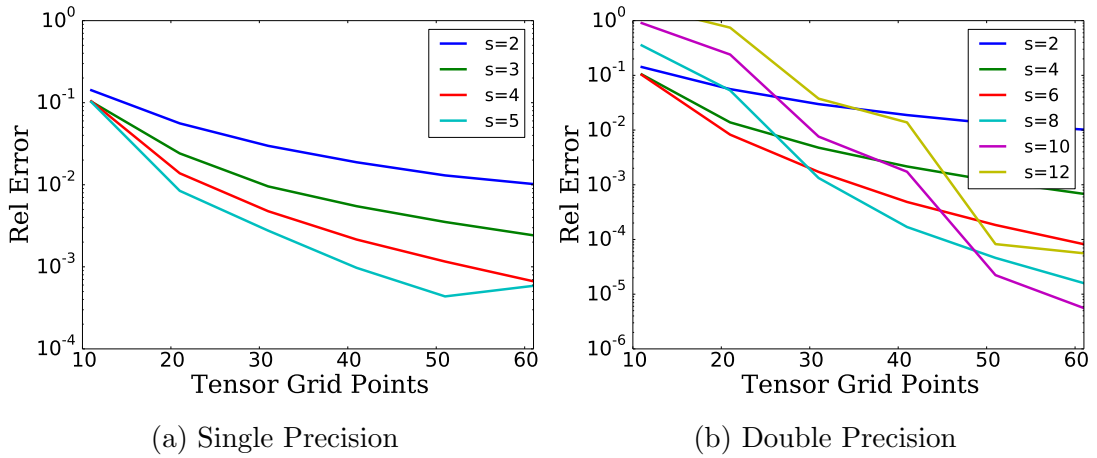 10^0
10^-1
10^-2
10^-3
10^-4
Rel Error
10 20 30 40 50 60
Tensor Grid Points
s=2
s=3
s=4
s=5
(a) Single Precision
10^0
10^-1
10^-2
10^-3
10^-4
10^-5
10^-6
Rel Error
10 20 30 40 50 60
Tensor Grid Points
s=2
s=4
s=6
s=8
s=10
s=12
(b) Double Precision